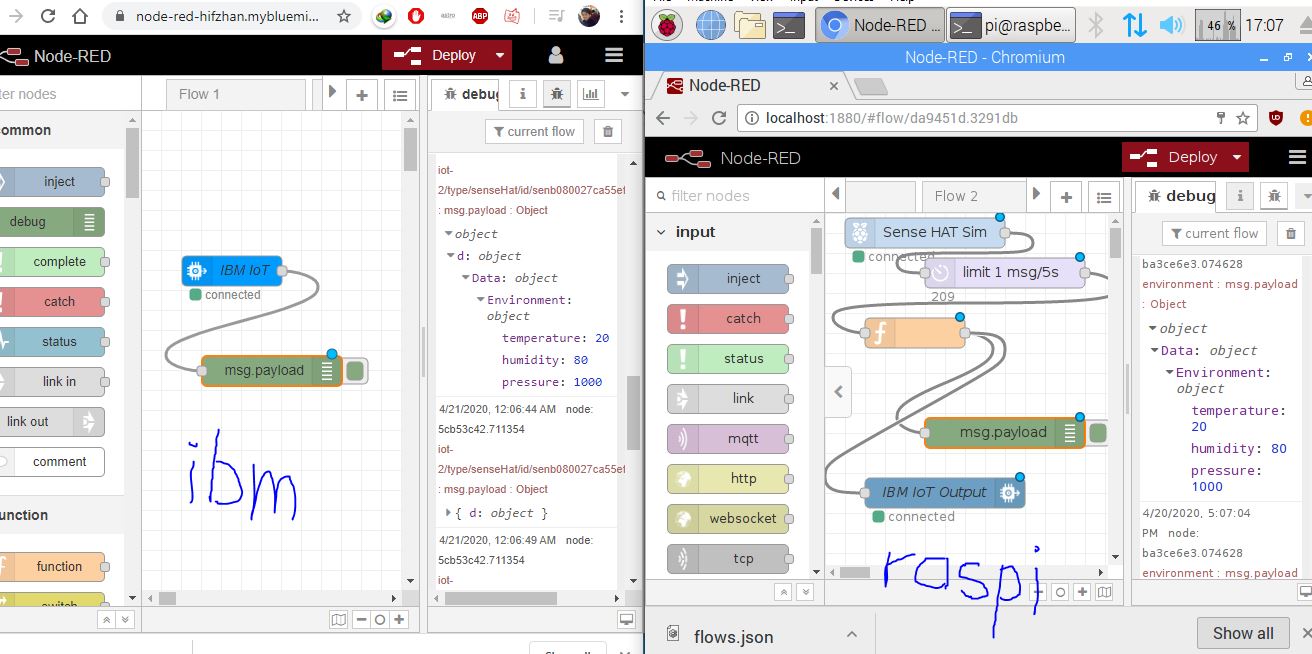 node-red-hifzhan.mybluemi...
ABP
Node-RED
Deploy
ter nodes
Flow 1
debug
i
common
current flow
inject
debug
complete
catch
status
link in
link out
comment
unction
function
switch
IBM IoT
connected
msg.payload
ibm
iot-
2/type/senseHat/id/senb080027ca55ef
: msg.payload : Object
object
d: object
Data: object
Environment:
object
temperature: 20
humidity: 80
pressure: 1000
4/21/2020, 12:06:44 AM node:
5cb53c42.711354
iot-
2/type/senseHat/id/senb080027ca55ef
: msg.payload : Object
{ d: object }
4/21/2020, 12:06:49 AM node:
5cb53c42.711354
iot-
Node-RED ...
pi@raspbe...
46 %
17:07
Node-RED - Chromium
Node-RED
localhost:1880/#flow/da9451d.3291db
Node-RED
Deploy
filter nodes
Flow 2
debug
i
input
current flow
inject
catch
status
link
mqtt
http
websocket
tcp
Sense HAT Sim
connected
limit 1 msg/5s
209
f
msg.payload
IBM IoT Output
connected
raspi
ba3ce6e3.074628
environment : msg.payload
: Object
object
Data: object
Environment:
object
temperature:
20
humidity: 80
pressure:
1000
4/20/2020, 5:07:04
PM node:
ba3ce6e3.074628
environment : msg.payload
flows.json
Show all